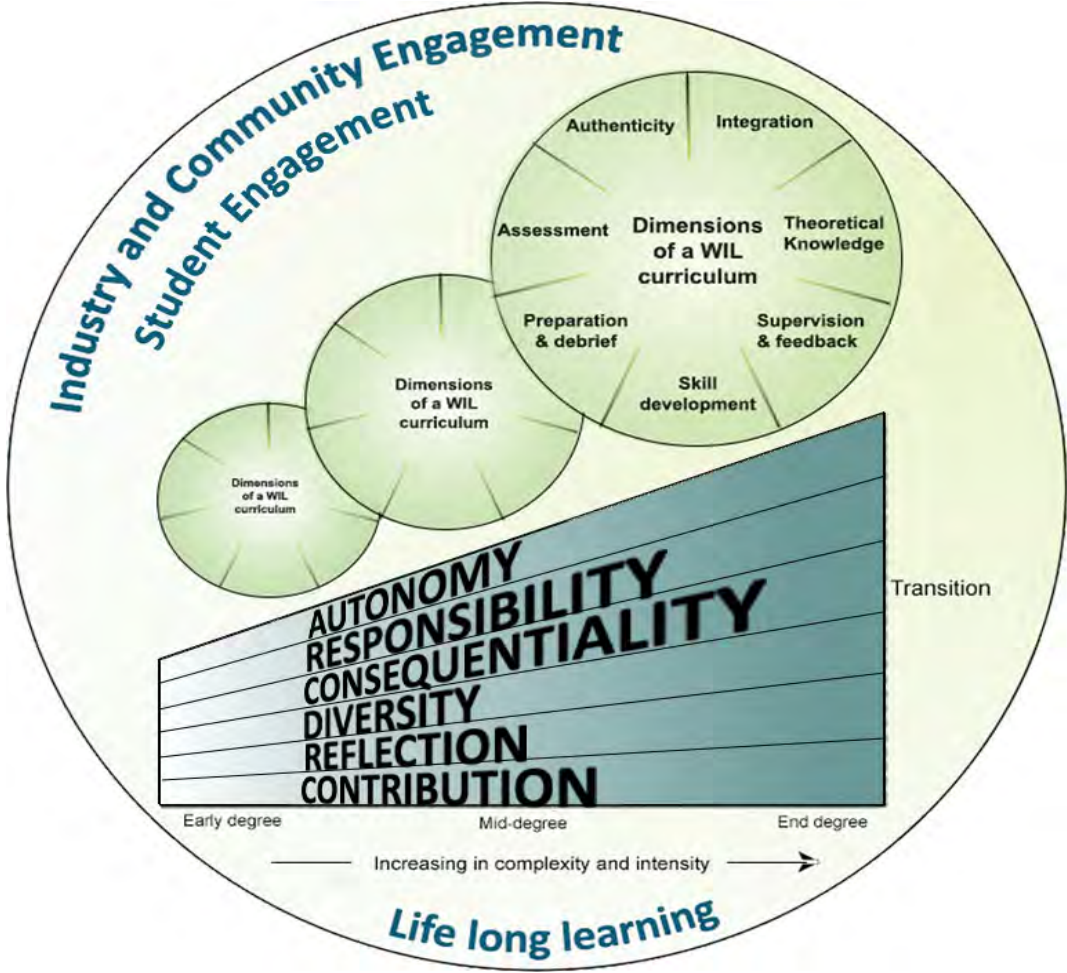 Industry and Community Engagement
Student Engagement
Authenticity
Integration
Assessment
Dimensions
of a WIL
curriculum
Theoretical
Knowledge
Preparation
& debrief
Supervision
& feedback
Skill
development
Dimensions
of a WIL
curriculum
Dimensions
of a WIL
curriculum
AUTONOMY
RESPONSIBILITY
CONSEQUENTIALITY
DIVERSITY
REFLECTION
CONTRIBUTION
Transition
Early degree
Mid-degree
End degree
Increasing in complexity and intensity
Life long learning